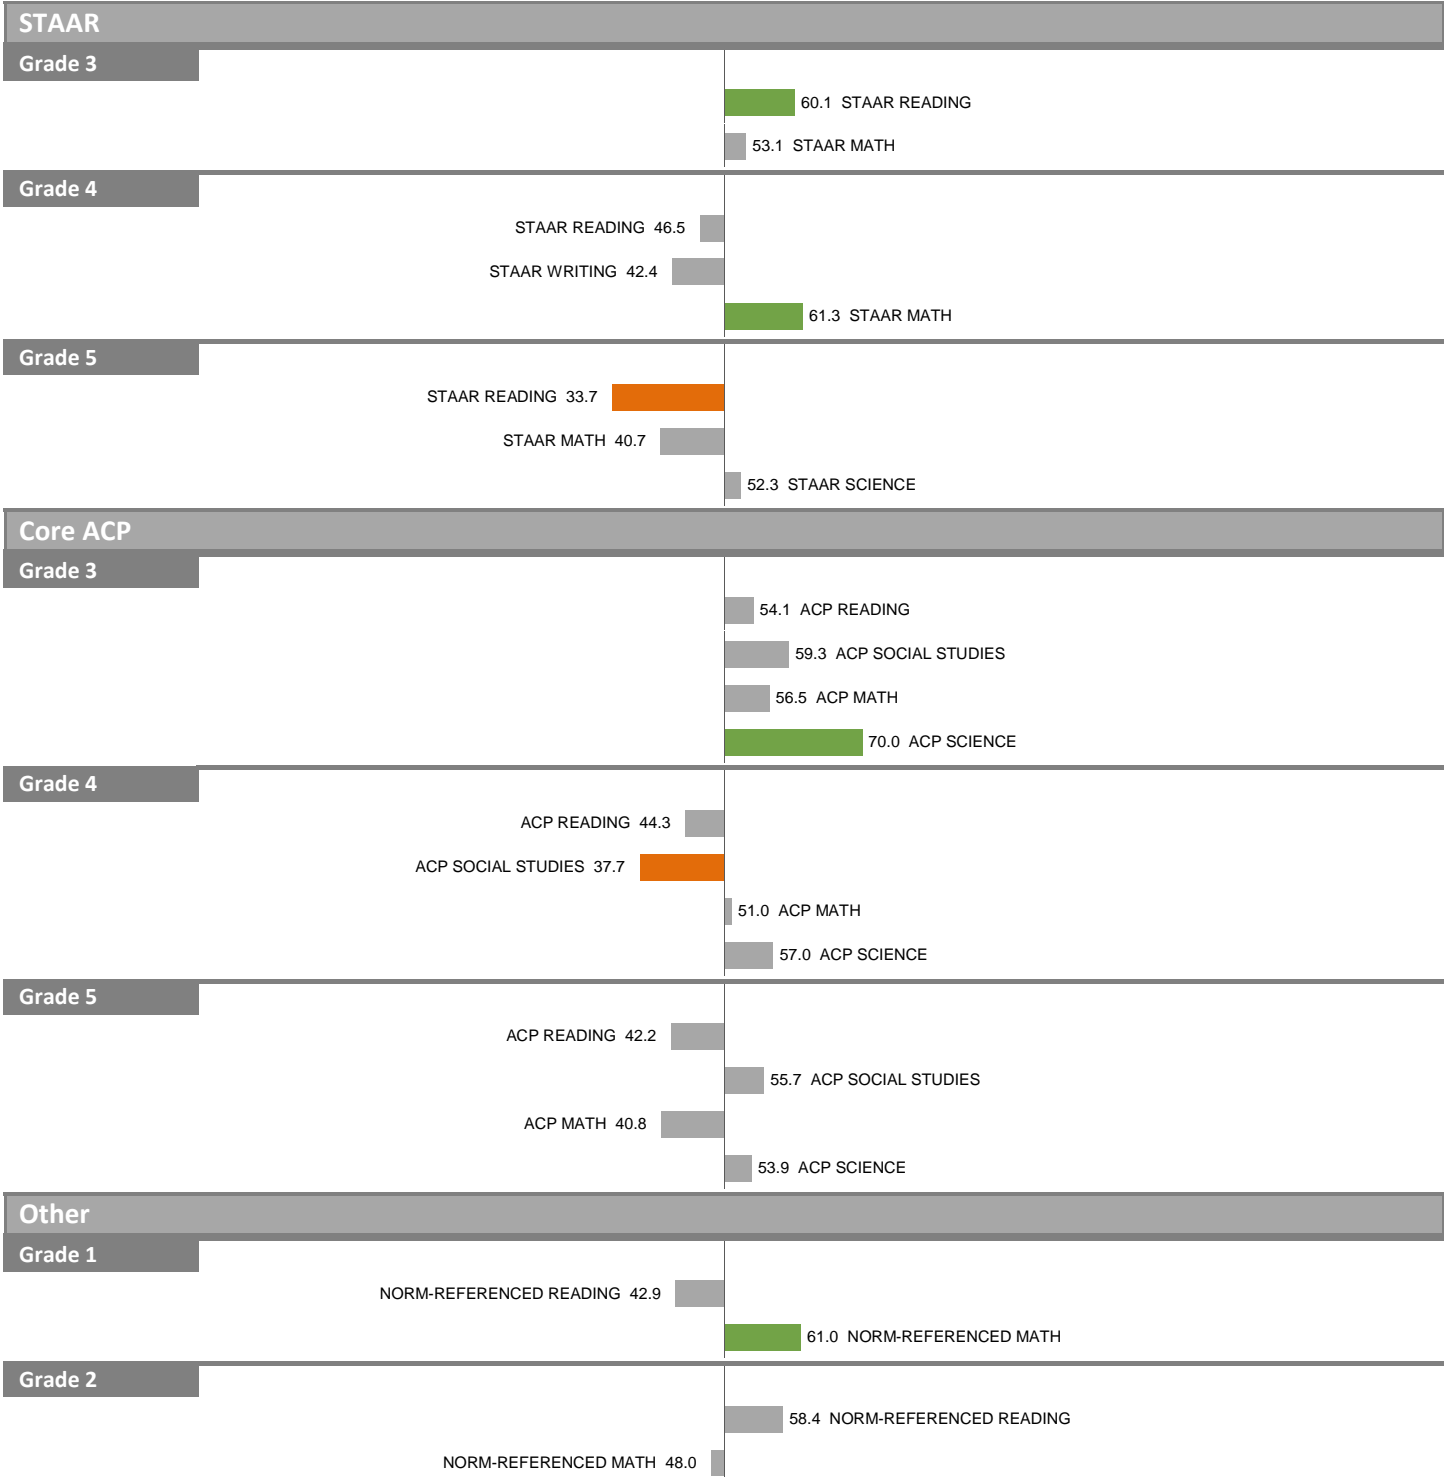 STAAR
Grade 3
60.1 STAAR READING
53.1 STAAR MATH
Grade 4
STAAR READING 46.5
STAAR WRITING 42.4
61.3 STAAR MATH
Grade 5
STAAR READING 33.7
STAAR MATH 40.7
52.3 STAAR SCIENCE
Core ACP
Grade 3
54.1 ACP READING
59.3 ACP SOCIAL STUDIES
56.5 ACP MATH
70.0 ACP SCIENCE
Grade 4
ACP READING 44.3
ACP SOCIAL STUDIES 37.7
51.0 ACP MATH
57.0 ACP SCIENCE
Grade 5
ACP READING 42.2
55.7 ACP SOCIAL STUDIES
ACP MATH 40.8
53.9 ACP SCIENCE
Other
Grade 1
NORM-REFERENCED READING 42.9
61.0 NORM-REFERENCED MATH
Grade 2
58.4 NORM-REFERENCED READING
NORM-REFERENCED MATH 48.0